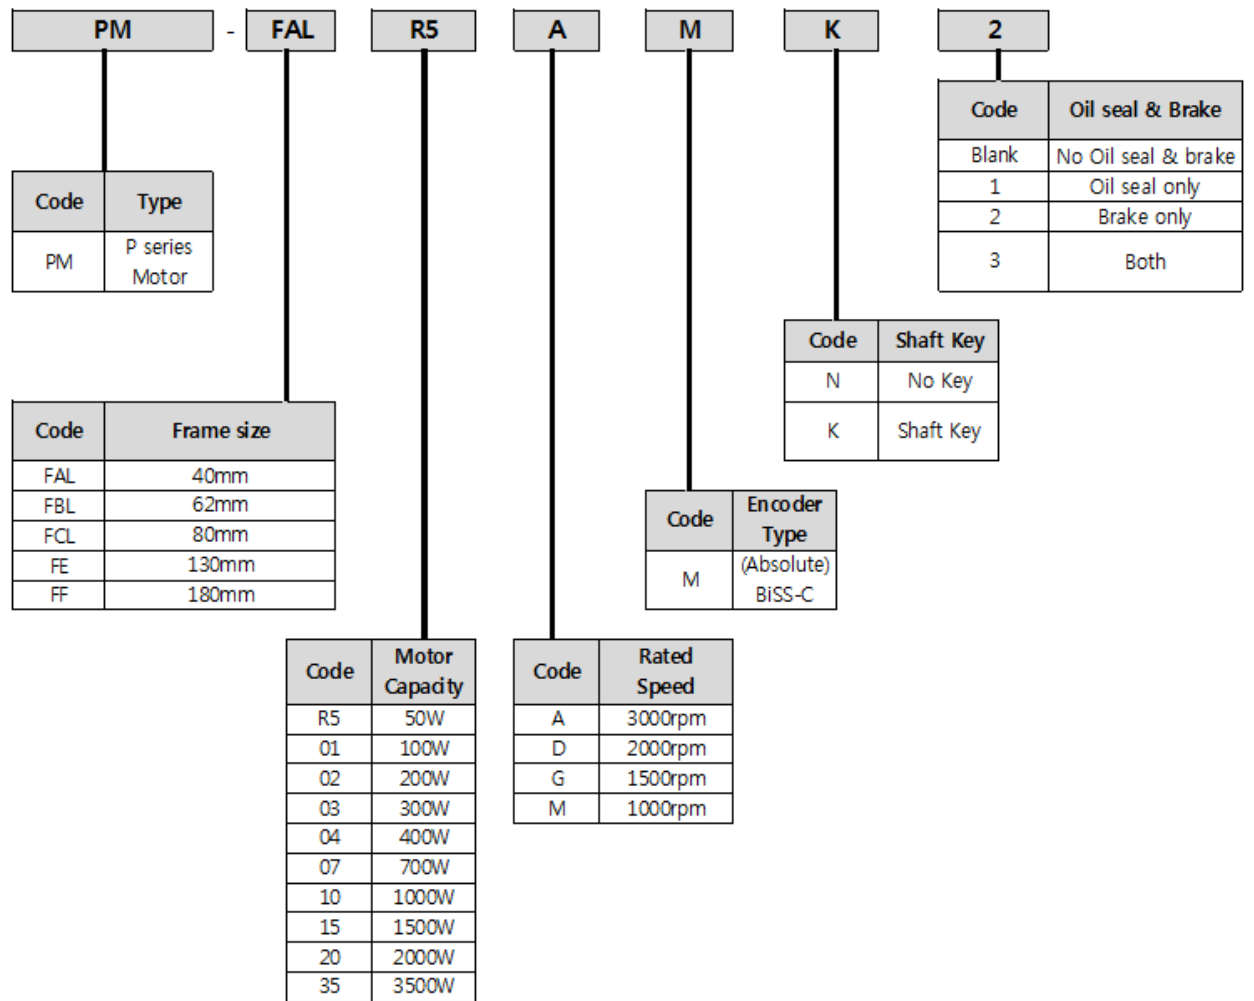 PM - FAL R5 A M K 2
Code Oil seal & Brake
Blank No Oil seal & brake
1 Oil seal only
2 Brake only
3 Both
Code Type
PM P series
Motor
Code Shaft Key
N No Key
K Shaft Key
Code Frame size
FAL 40mm
FBL 62mm
FCL 80mm
FE 130mm
FF 180mm
Code Encoder
Type
M (Absolute)
BiSS-C
Code Motor
Capacity
R5 50W
01 100W
02 200W
03 300W
04 400W
07 700W
10 1000W
15 1500W
20 2000W
35 3500W
Code Rated
Speed
A 3000rpm
D 2000rpm
G 1500rpm
M 1000rpm